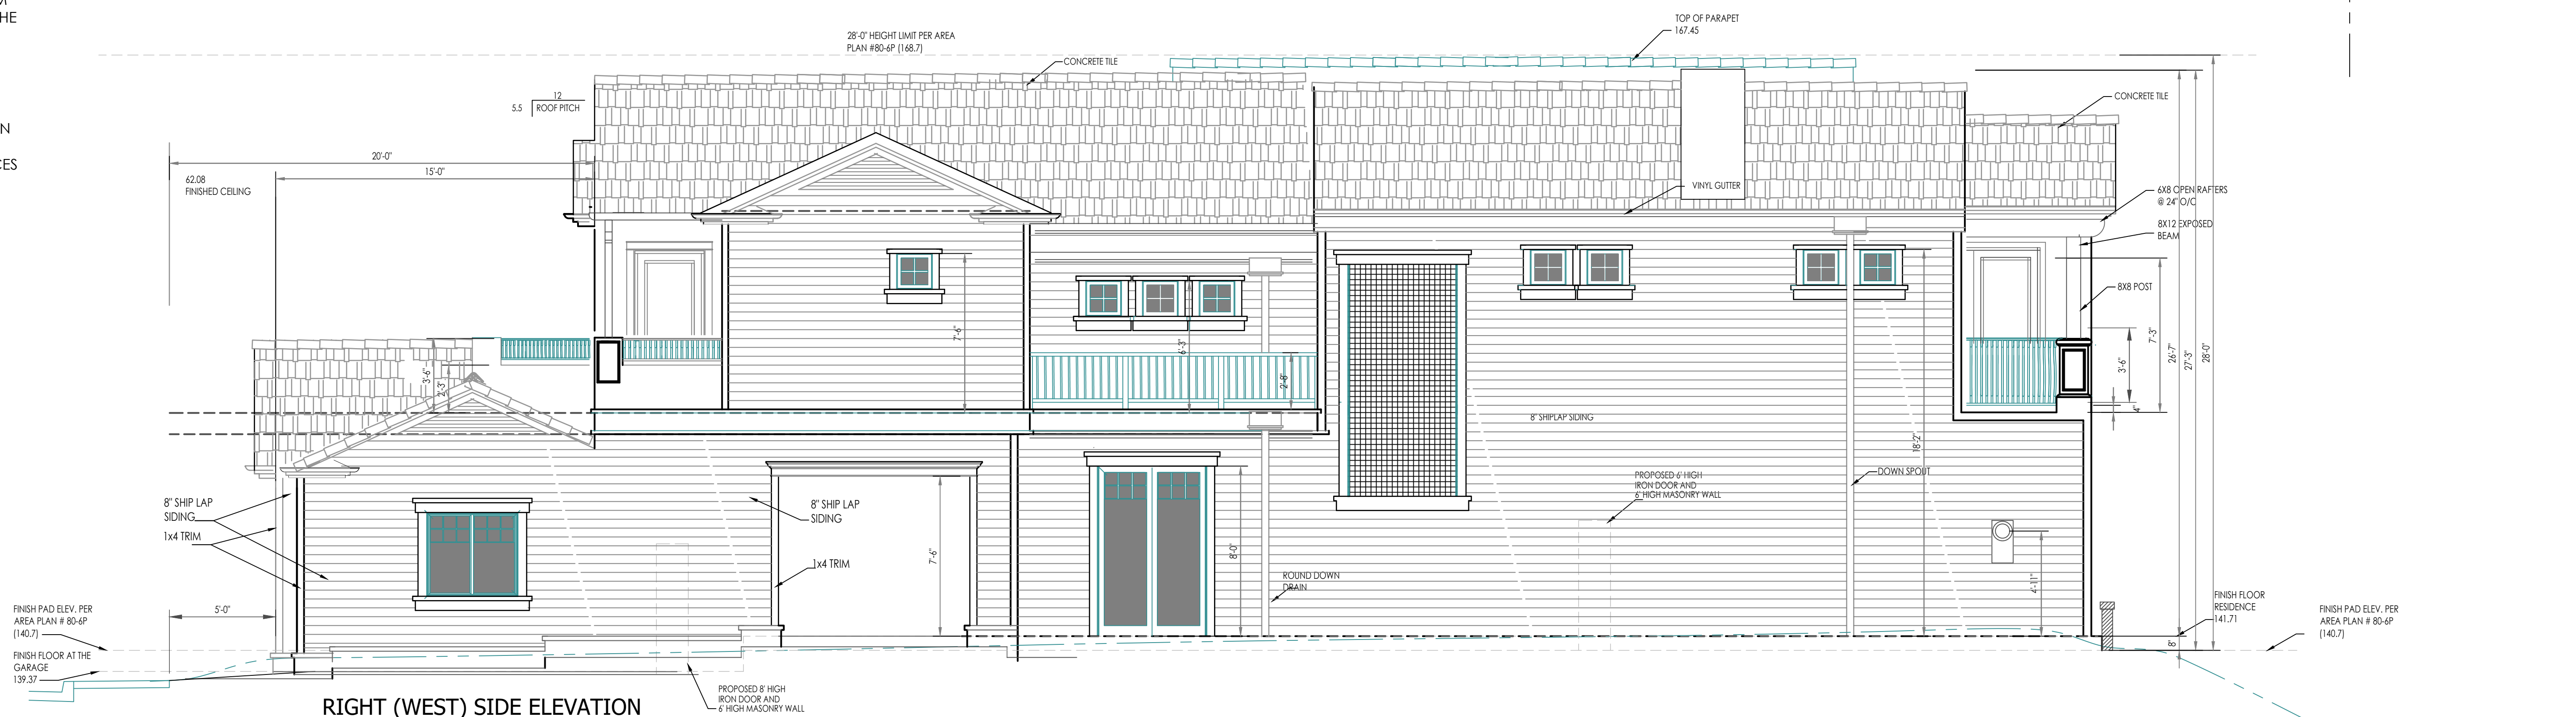 HE
N
CES
28'-0" HEIGHT LIMIT PER AREA
PLAN #80-6P (168.7)
TOP OF PARAPET
167.45
CONCRETE TILE
12
5.5
ROOF PITCH
CONCRETE TILE
20'-0"
15'-0"
62.08
FINISHED CEILING
VINYL GUTTER
6X8 OPEN RAFTERS
@ 24" O/C
8X12 EXPOSED
BEAM
8X8 POST
7'-3"
26'-7"
27'-3"
28'-0"
3'-6"
4"
7'-6"
6'-3"
3'-6"
2'-3"
2'-8"
8" SHIPLAP SIDING
18'-2"
DOWN SPOUT
PROPOSED 6' HIGH
IRON DOOR AND
6' HIGH MASONRY WALL
8" SHIP LAP
SIDING
1x4 TRIM
8" SHIP LAP
SIDING
1x4 TRIM
7'-6"
8'-0"
ROUND DOWN
DRAIN
4'-11"
5'-0"
FINISH PAD ELEV. PER
AREA PLAN # 80-6P
(140.7)
FINISH FLOOR AT THE
GARAGE
139.37
FINISH FLOOR
RESIDENCE
141.71
8"
FINISH PAD ELEV. PER
AREA PLAN # 80-6P
(140.7)
PROPOSED 8' HIGH
IRON DOOR AND
6' HIGH MASONRY WALL
RIGHT (WEST) SIDE ELEVATION